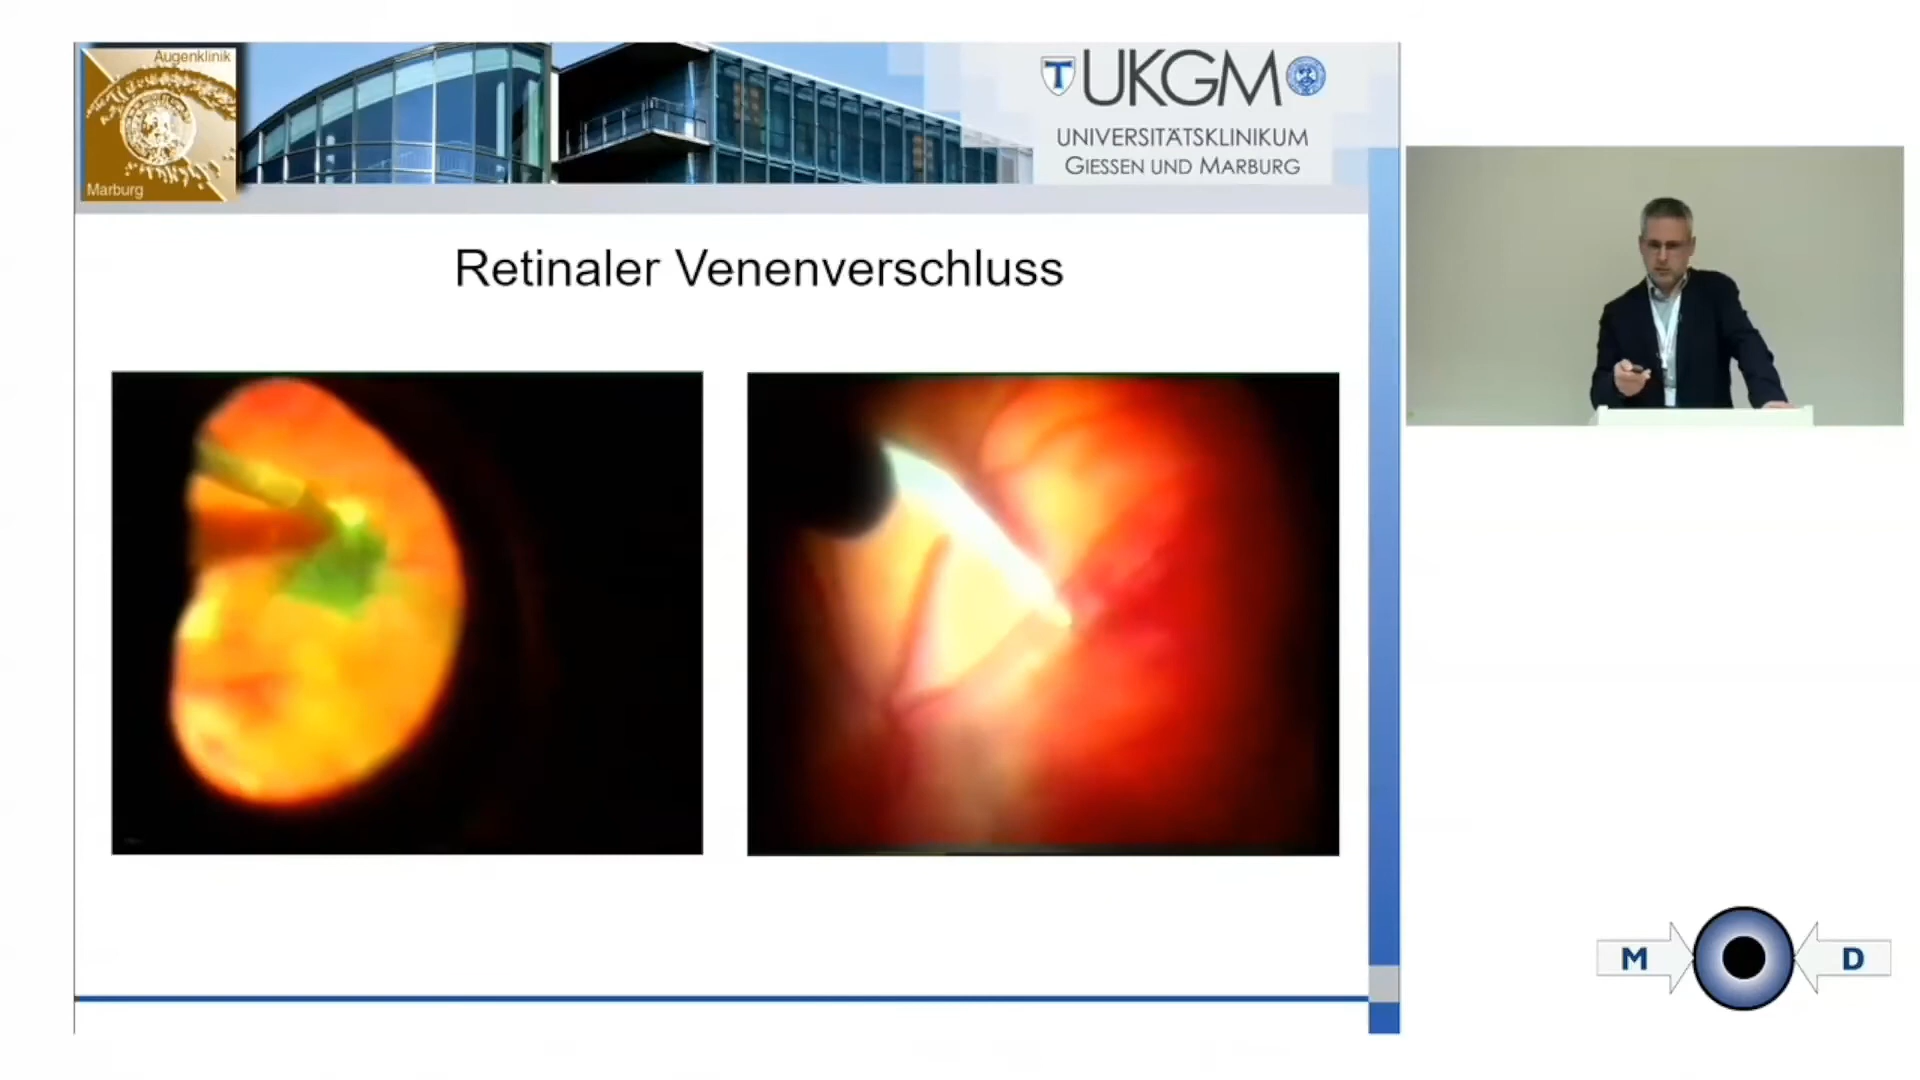 Augenklinik
Marburg
UKGM
UNIVERSITÄTSKLINIKUM
GIESSEN UND MARBURG
Retinaler Venenverschluss
M
D